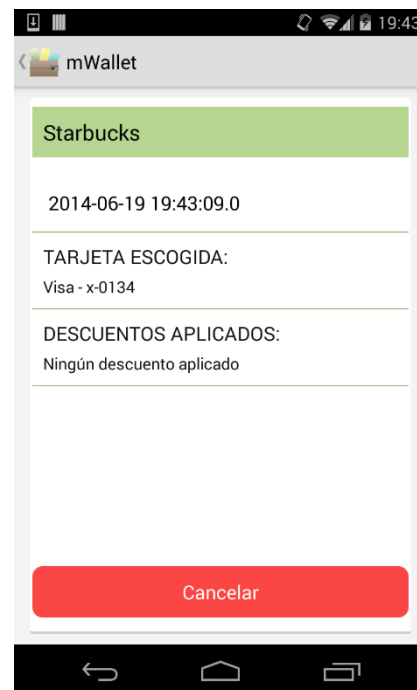 19:43
mWallet
Starbucks
2014-06-19 19:43:09.0
TARJETA ESCOGIDA:
Visa - x-0134
DESCUENTOS APLICADOS:
Ningún descuento aplicado
Cancelar